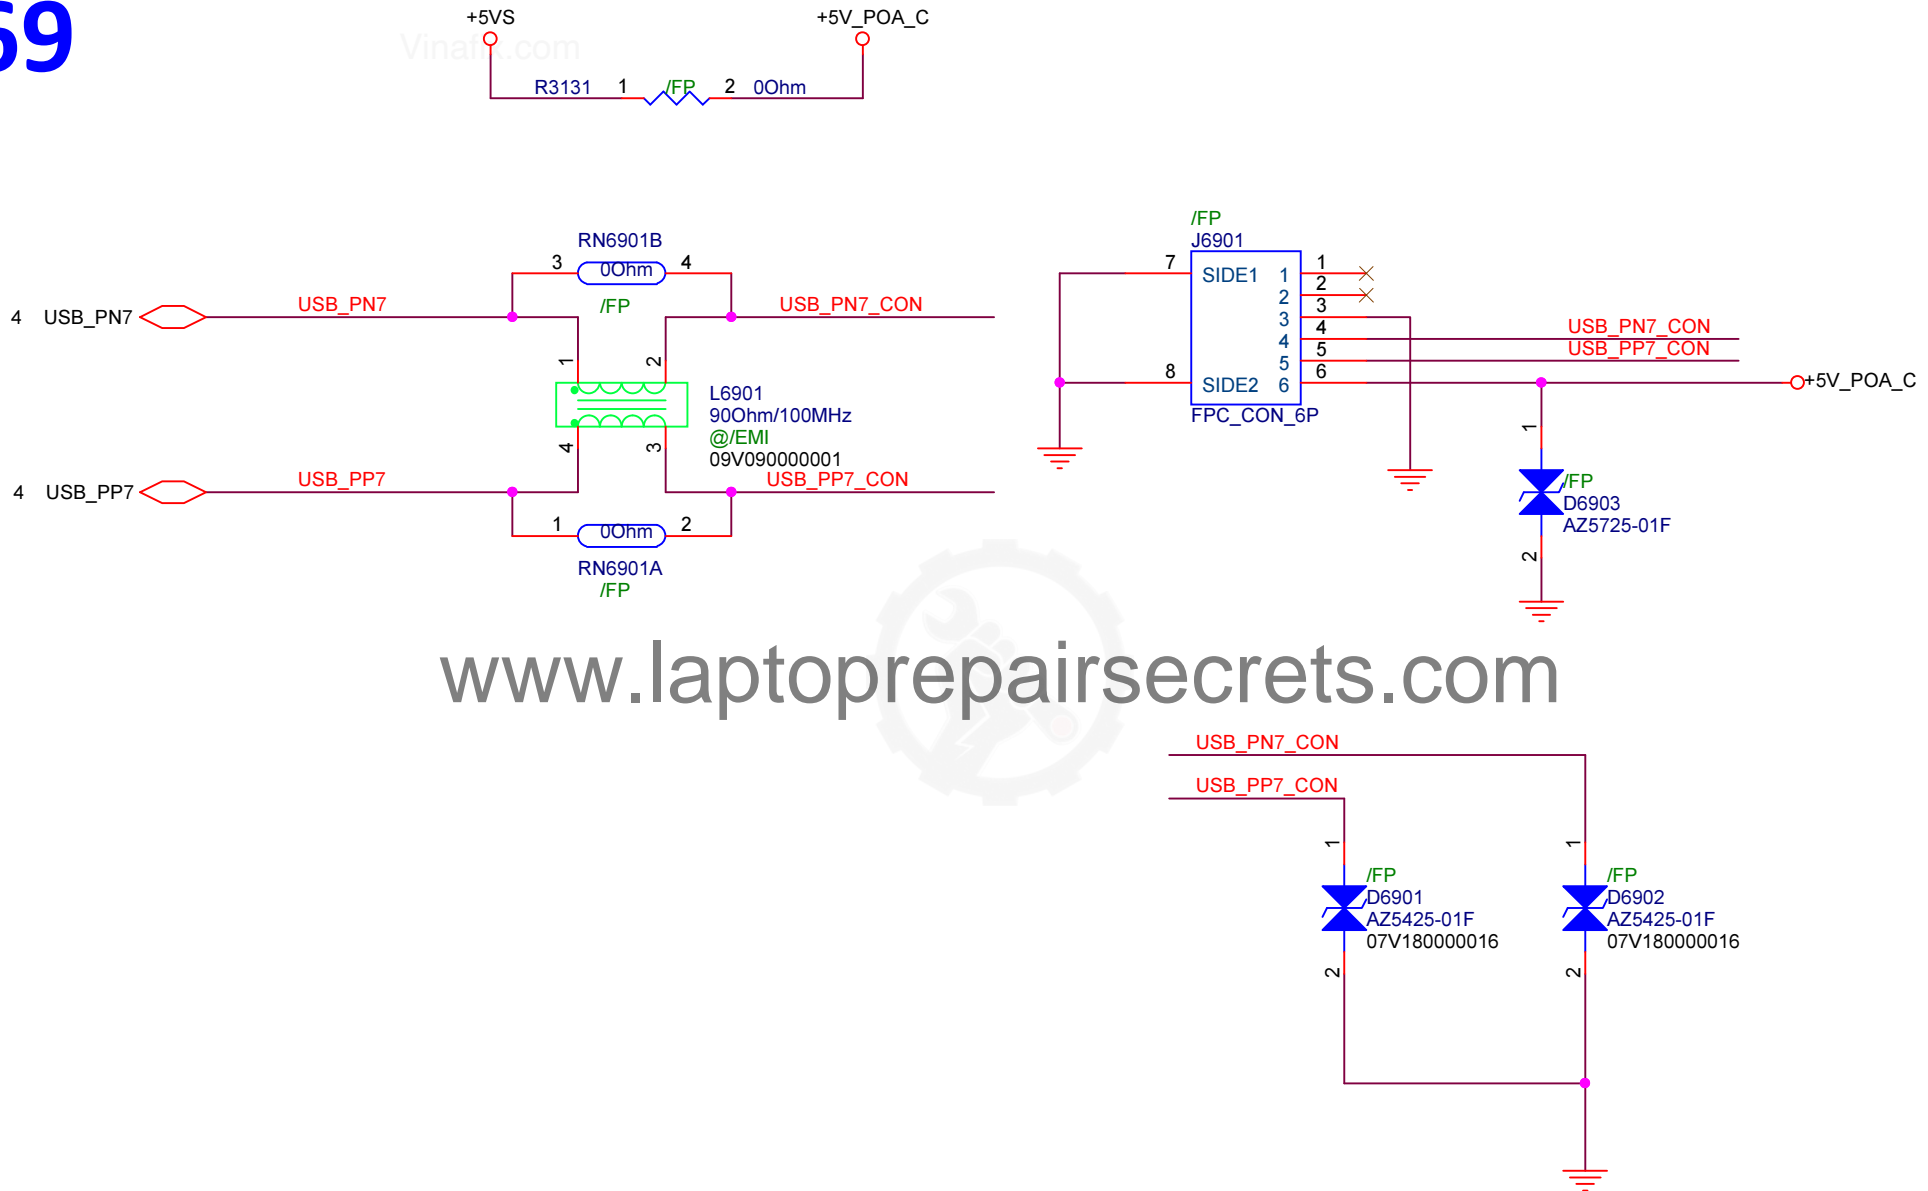 69
+5VS
+5V_POA_C
Vinafix.com
R3131 1 /FP 2 0Ohm
RN6901B
3 0Ohm 4
/FP
4 USB_PN7
USB_PN7
USB_PN7_CON
1 2
L6901
90Ohm/100MHz
@/EMI
09V090000001
4 3
4 USB_PP7
USB_PP7
USB_PP7_CON
1 0Ohm 2
RN6901A
/FP
/FP
J6901
7 SIDE1 1 1
2 2
3 3
4 4 USB_PN7_CON
5 5 USB_PP7_CON
8 SIDE2 6 6
+5V_POA_C
FPC_CON_6P
1
/FP
D6903
AZ5725-01F
2
www.laptoprepairsecrets.com
USB_PN7_CON
USB_PP7_CON
1
/FP
D6901
AZ5425-01F
07V180000016
2
1
/FP
D6902
AZ5425-01F
07V180000016
2